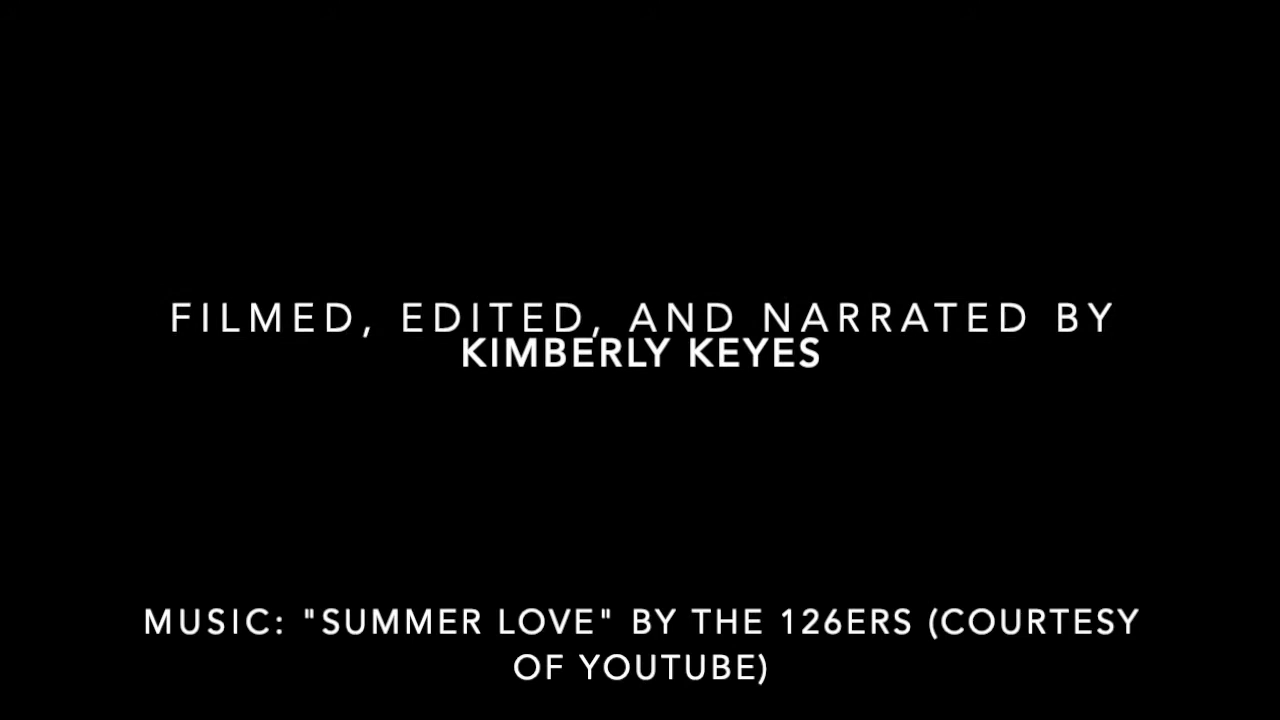 FILMED, EDITED, AND NARRATED BY
KIMBERLY KEYES
MUSIC: "SUMMER LOVE" BY THE 126ERS (COURTESY
OF YOUTUBE)